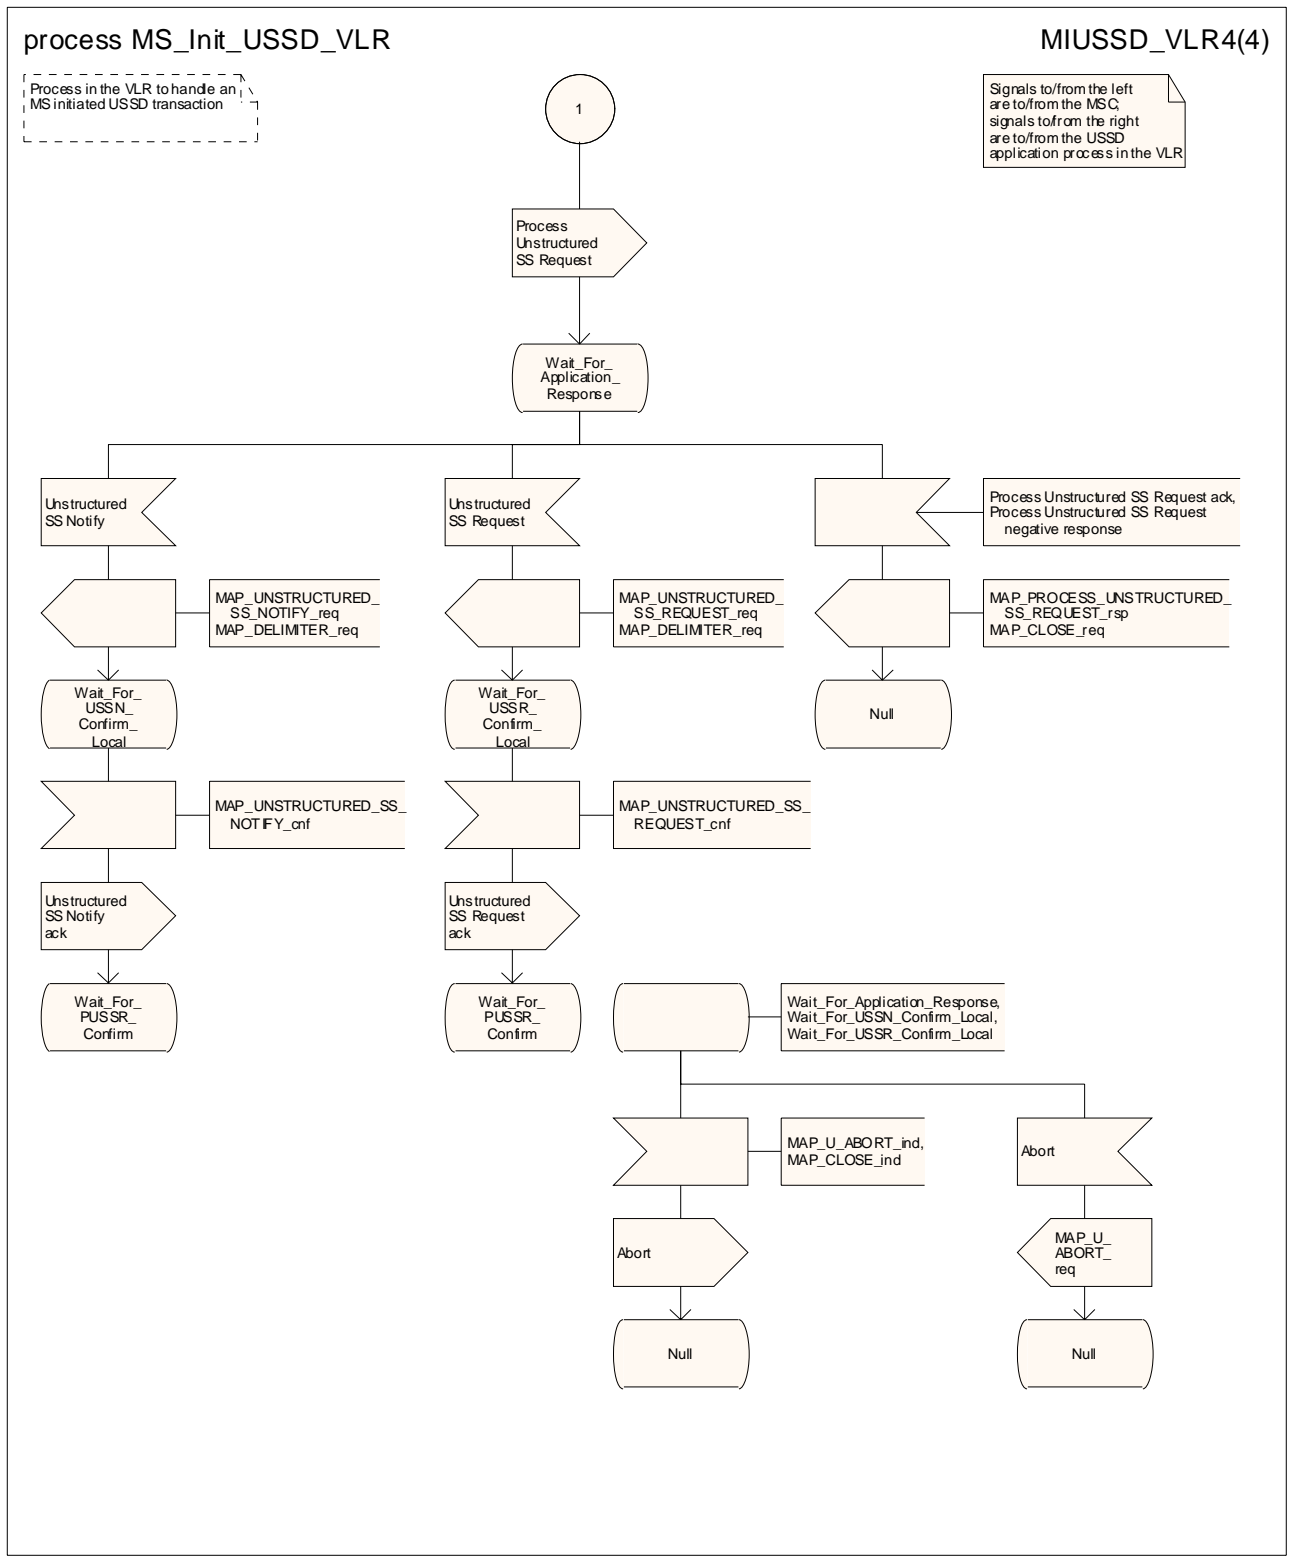 process MS_Init_USSD_VLR
MIUSSD_VLR4(4)
Process in the VLR to handle an
MS initiated USSD transaction
1
Signals to/from the left
are to/from the MSC;
signals to/from the right
are to/from the USSD
application process in the VLR
Process
Unstructured
SS Request
Wait_For_
Application_
Response
Unstructured
SS Notify
Unstructured
SS Request
Process Unstructured SS Request ack,
Process Unstructured SS Request
negative response
MAP_UNSTRUCTURED_
SS_NOTIFY_req
MAP_DELIMITER_req
MAP_UNSTRUCTURED_
SS_REQUEST_req
MAP_DELIMITER_req
MAP_PROCESS_UNSTRUCTURED_
SS_REQUEST_rsp
MAP_CLOSE_req
Wait_For_
USSN_
Confirm_
Local
Wait_For_
USSR_
Confirm_
Local
Null
MAP_UNSTRUCTURED_SS_
NOTIFY_cnf
MAP_UNSTRUCTURED_SS_
REQUEST_cnf
Unstructured
SS Notify
ack
Unstructured
SS Request
ack
Wait_For_
PUSSR_
Confirm
Wait_For_
PUSSR_
Confirm
Wait_For_Application_Response,
Wait_For_USSN_Confirm_Local,
Wait_For_USSR_Confirm_Local
MAP_U_ABORT_ind,
MAP_CLOSE_ind
Abort
Abort
MAP_U_
ABORT_
req
Null
Null